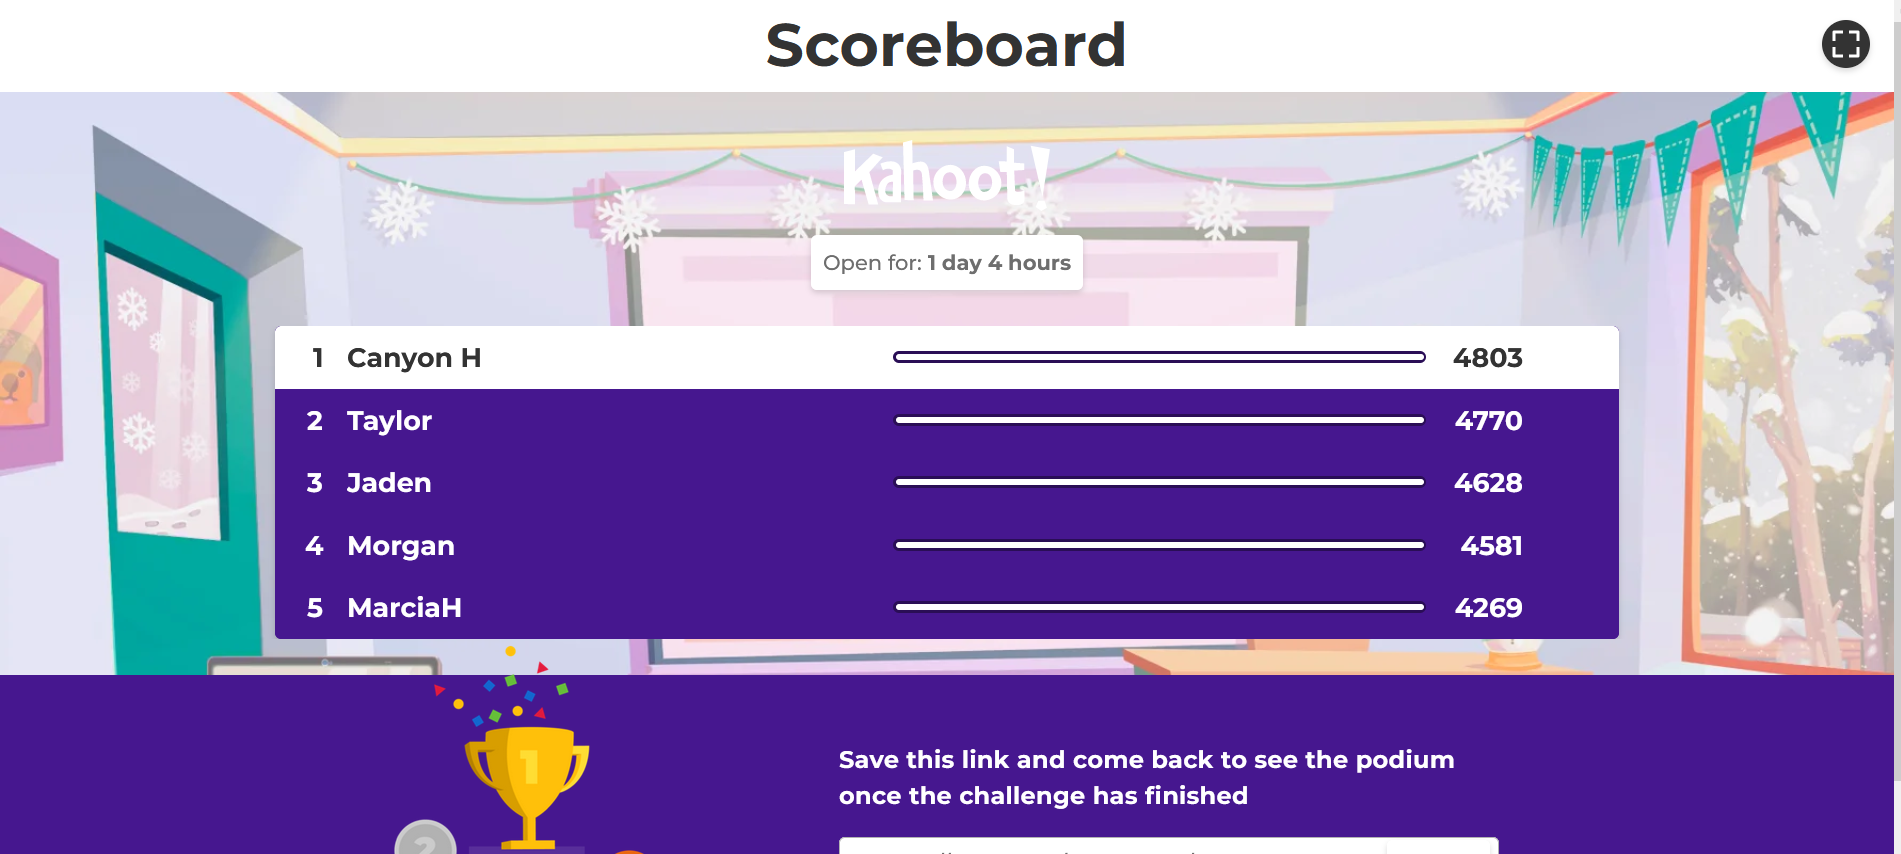 Scoreboard
Kahoot!
Open for: 1 day 4 hours
1 Canyon H 4803
2 Taylor 4770
3 Jaden 4628
4 Morgan 4581
5 MarciaH 4269
1
Save this link and come back to see the podium
once the challenge has finished
2